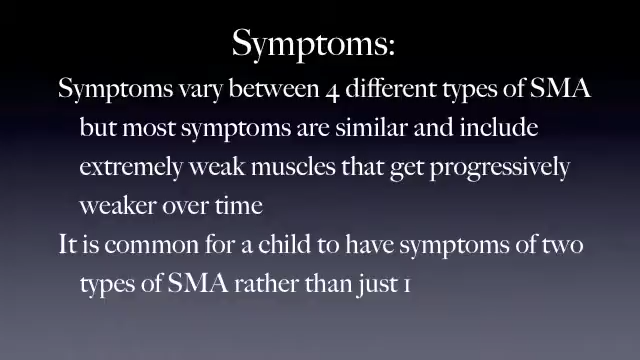 Symptoms:
Symptoms vary between 4 different types of SMA
but most symptoms are similar and include
extremely weak muscles that get progressively
weaker over time
It is common for a child to have symptoms of two
types of SMA rather than just 1